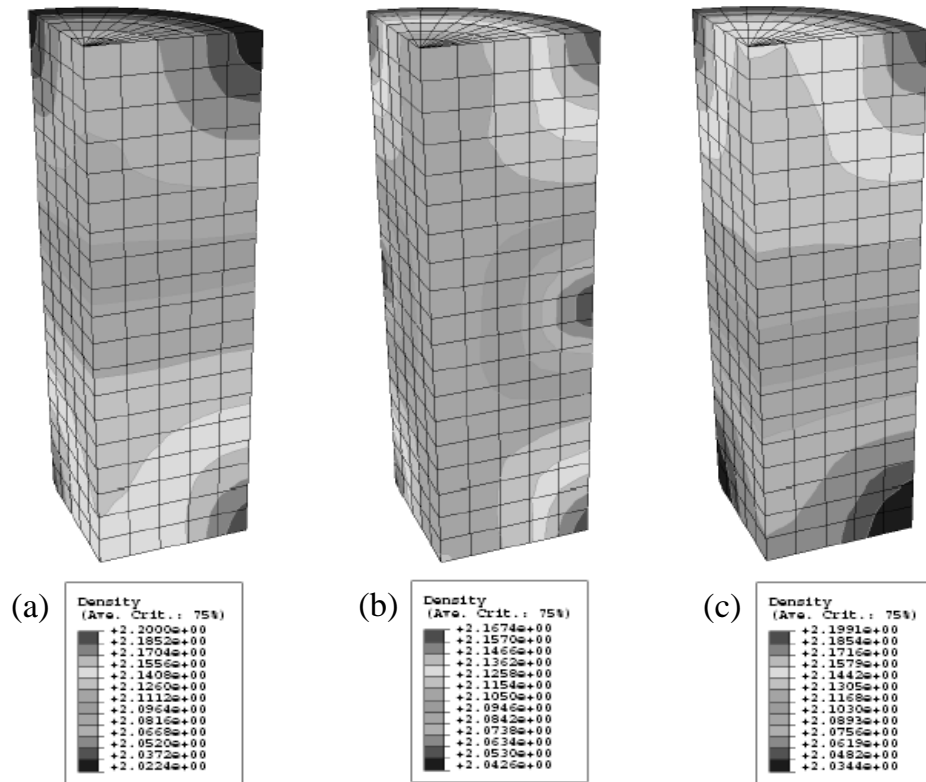 (a)
Density
(Ave. Crit.: 75%)
+2.2000e+00
+2.1852e+00
+2.1704e+00
+2.1556e+00
+2.1408e+00
+2.1260e+00
+2.1112e+00
+2.0964e+00
+2.0816e+00
+2.0668e+00
+2.0520e+00
+2.0372e+00
+2.0224e+00
(b)
Density
(Ave. Crit.: 75%)
+2.1674e+00
+2.1570e+00
+2.1466e+00
+2.1362e+00
+2.1258e+00
+2.1154e+00
+2.1050e+00
+2.0946e+00
+2.0842e+00
+2.0738e+00
+2.0634e+00
+2.0530e+00
+2.0426e+00
(c)
Density
(Ave. Crit.: 75%)
+2.1991e+00
+2.1854e+00
+2.1716e+00
+2.1579e+00
+2.1442e+00
+2.1305e+00
+2.1168e+00
+2.1030e+00
+2.0893e+00
+2.0756e+00
+2.0619e+00
+2.0482e+00
+2.0344e+00